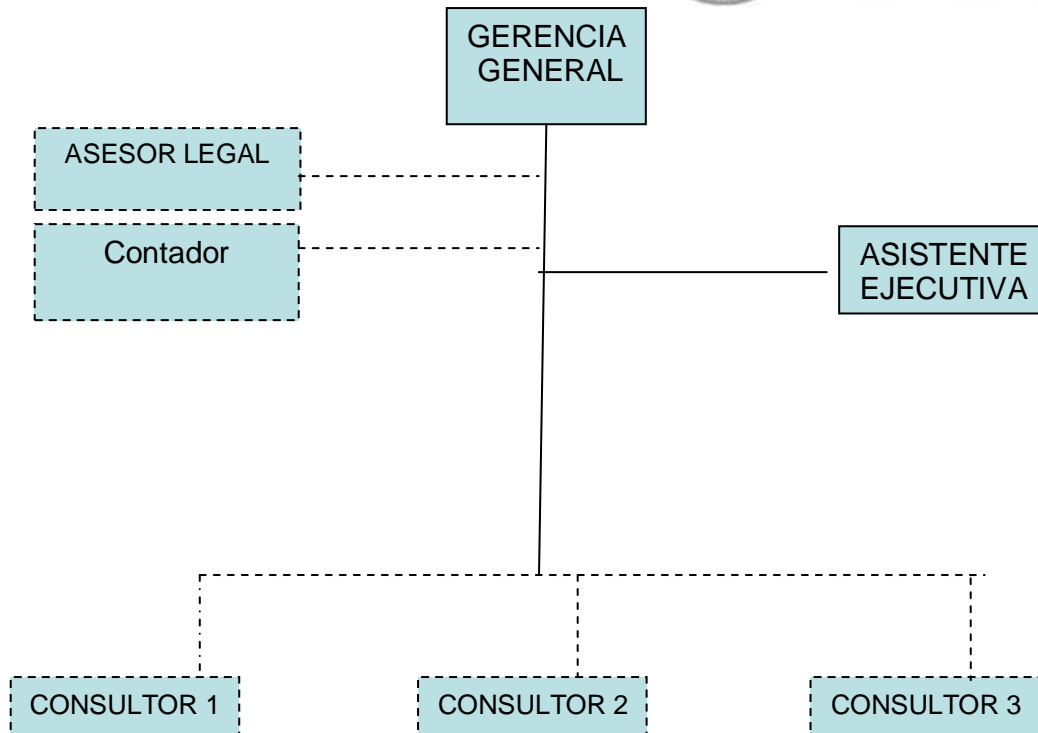 GERENCIA
GENERAL
ASESOR LEGAL
Contador
ASISTENTE
EJECUTIVA
CONSULTOR 1
CONSULTOR 2
CONSULTOR 3